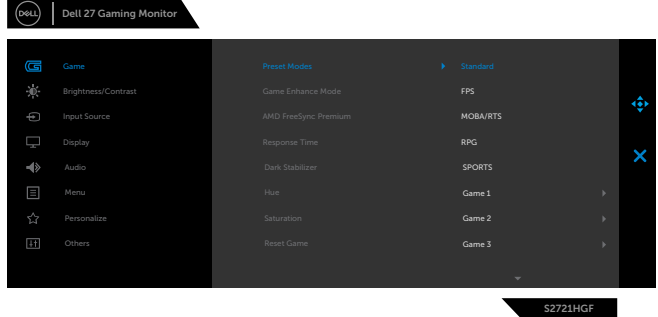 DELL
Dell 27 Gaming Monitor
Game Preset Modes Standard
Brightness/Contrast Game Enhance Mode FPS
Input Source AMD FreeSync Premium MOBA/RTS
Display Response Time RPG
Audio Dark Stabilizer SPORTS
Menu Hue Game 1
Personalize Saturation Game 2
Others Reset Game Game 3
S2721HGF